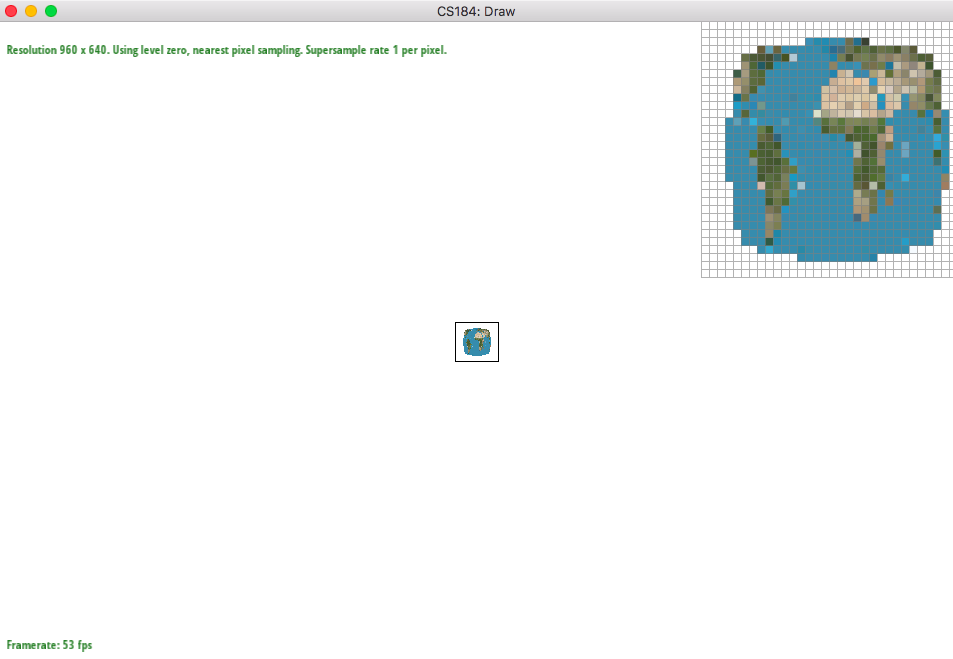 CS184: Draw
Resolution 960 x 640. Using level zero, nearest pixel sampling. Supersample rate 1 per pixel.
Framerate: 53 fps